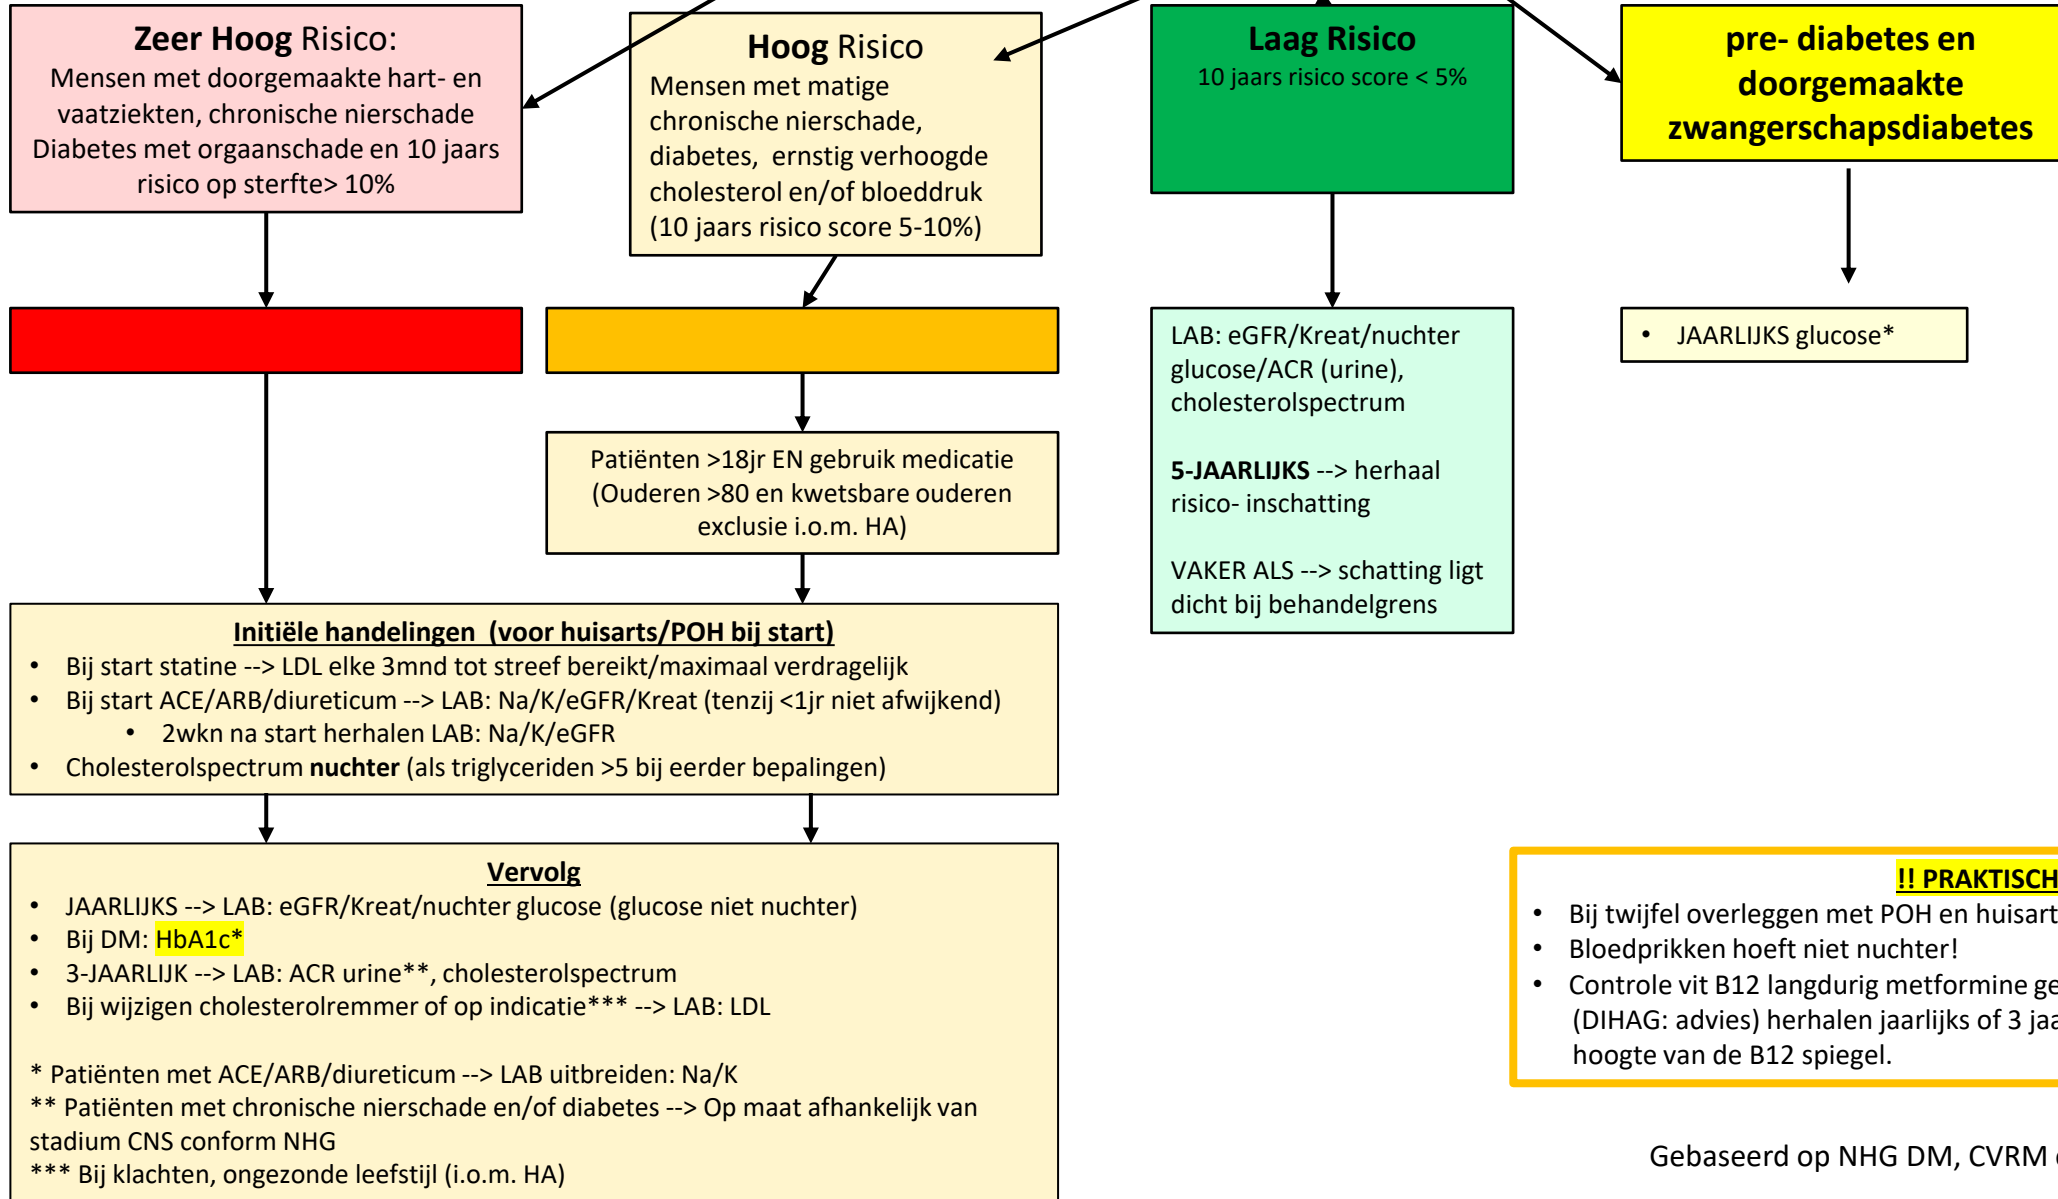 Zeer Hoog Risico:
Mensen met doorgemaakte hart- en
vaatziekten, chronische nierschade
Diabetes met orgaanschade en 10 jaars
risico op sterfte> 10%
Hoog Risico
Mensen met matige
chronische nierschade,
diabetes, ernstig verhoogde
cholesterol en/of bloeddruk
(10 jaars risico score 5-10%)
Laag Risico
10 jaars risico score < 5%
pre- diabetes en
doorgemaakte
zwangerschapsdiabetes
LAB: eGFR/Kreat/nuchter
glucose/ACR (urine),
cholesterolspectrum
5-JAARLIJKS --> herhaal
risico- inschatting
VAKER ALS --> schatting ligt
dicht bij behandelgrens
• JAARLIJKS glucose*
Patiënten >18jr EN gebruik medicatie
(Ouderen >80 en kwetsbare ouderen
exclusie i.o.m. HA)
Initiële handelingen (voor huisarts/POH bij start)
• Bij start statine --> LDL elke 3mnd tot streef bereikt/maximaal verdragelijk
• Bij start ACE/ARB/diureticum --> LAB: Na/K/eGFR/Kreat (tenzij <1jr niet afwijkend)
• 2wkn na start herhalen LAB: Na/K/eGFR
• Cholesterolspectrum nuchter (als triglyceriden >5 bij eerder bepalingen)
Vervolg
• JAARLIJKS --> LAB: eGFR/Kreat/nuchter glucose (glucose niet nuchter)
• Bij DM: HbA1c*
• 3-JAARLIJK --> LAB: ACR urine**, cholesterolspectrum
• Bij wijzigen cholesterolremmer of op indicatie*** --> LAB: LDL
* Patiënten met ACE/ARB/diureticum --> LAB uitbreiden: Na/K
** Patiënten met chronische nierschade en/of diabetes --> Op maat afhankelijk van
stadium CNS conform NHG
*** Bij klachten, ongezonde leefstijl (i.o.m. HA)
!! PRAKTISCH
• Bij twijfel overleggen met POH en huisart
• Bloedprikken hoeft niet nuchter!
• Controle vit B12 langdurig metformine ge
(DIHAG: advies) herhalen jaarlijks of 3 jaa
hoogte van de B12 spiegel.
Gebaseerd op NHG DM, CVRM